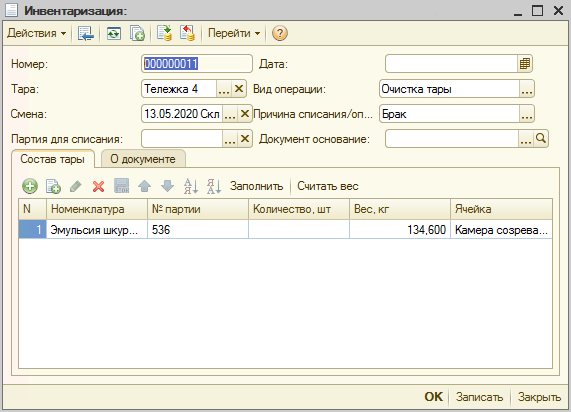 Инвентаризация:
Действия Перейти
Номер: 000000011 Дата:
Тара: Тележка 4 ... Вид операции: Очистка тары ...
Смена: 13.05.2020 Скл ... Причина списания/оп... Брак ...
Партия для списания: ... Документ основание: ...
Состав тары О документе
Заполнить Считать вес
N Номенклатура № партии Количество, шт Вес, кг Ячейка
1 Эмульсия шкур... 536 134,600 Камера созрева...
OK Записать Закрыть